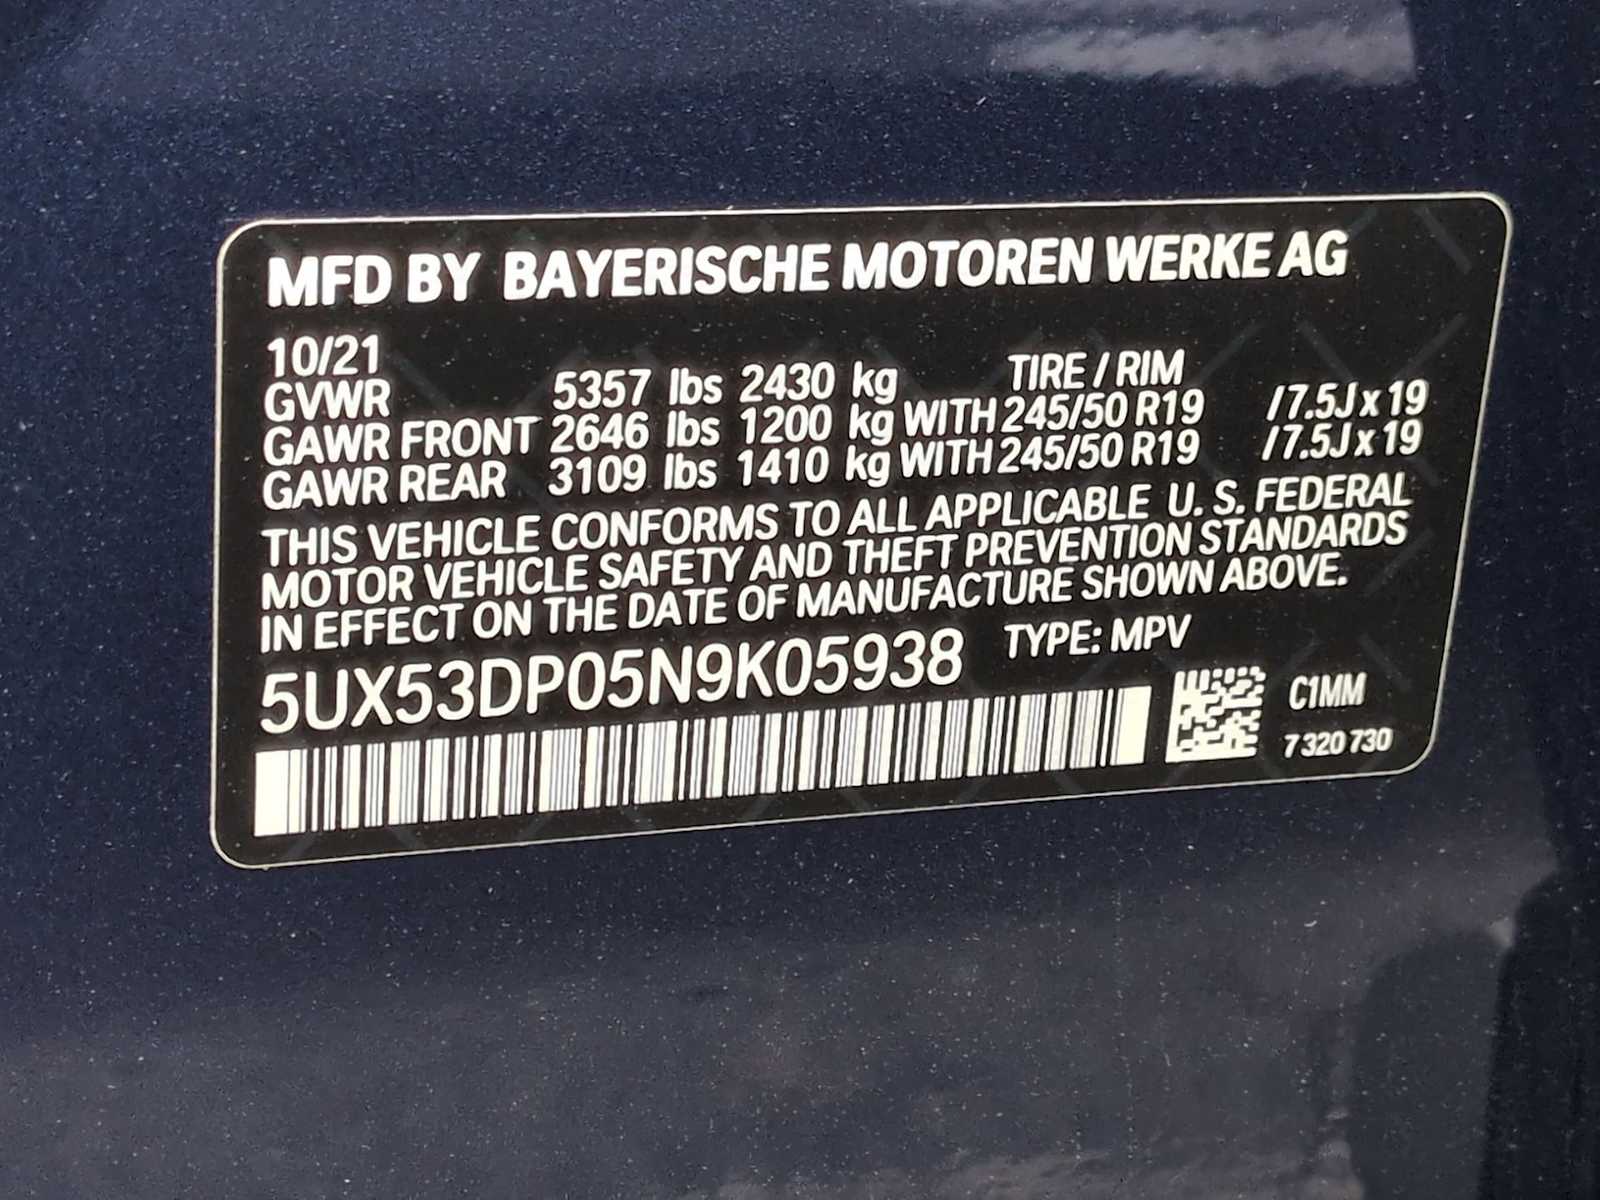 MFD BY BAYERISCHE MOTOREN WERKE AG
10/21 TIRE / RIM
GVWR 5357 lbs 2430 kg
GAWR FRONT 2646 lbs 1200 kg WITH 245/50 R19 / 7.5J x 19
GAWR REAR 3109 lbs 1410 kg WITH 245/50 R19 / 7.5J x 19
THIS VEHICLE CONFORMS TO ALL APPLICABLE U. S. FEDERAL
MOTOR VEHICLE SAFETY AND THEFT PREVENTION STANDARDS
IN EFFECT ON THE DATE OF MANUFACTURE SHOWN ABOVE.
5UX53DP05N9K05938 TYPE: MPV
C1MM
7 320 730